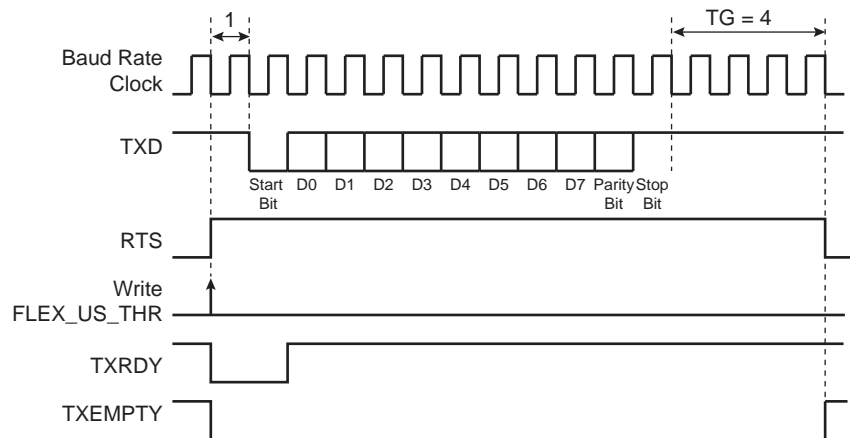 1
TG = 4
Baud Rate
Clock
TXD
Start D0 D1 D2 D3 D4 D5 D6 D7 Parity Stop
Bit Bit Bit
RTS
Write
FLEX_US_THR
TXRDY
TXEMPTY